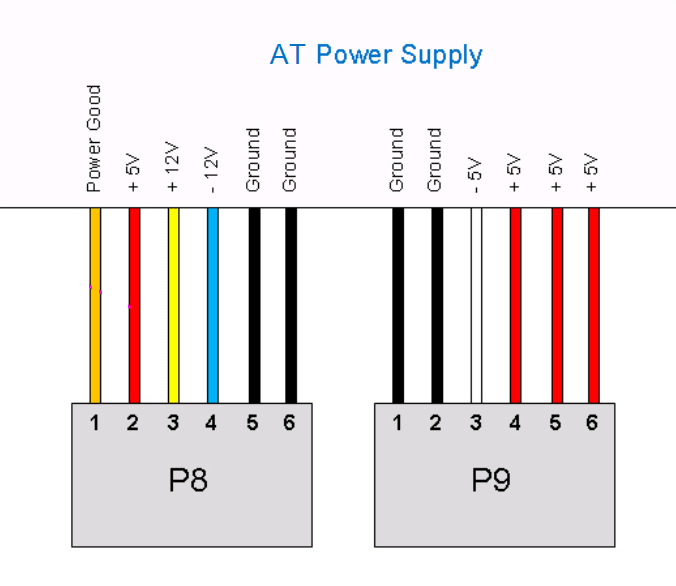 AT Power Supply
Power Good
+ 5V
+ 12V
- 12V
Ground
Ground
Ground
Ground
- 5V
+ 5V
+ 5V
+ 5V
1 2 3 4 5 6
1 2 3 4 5 6
P8
P9